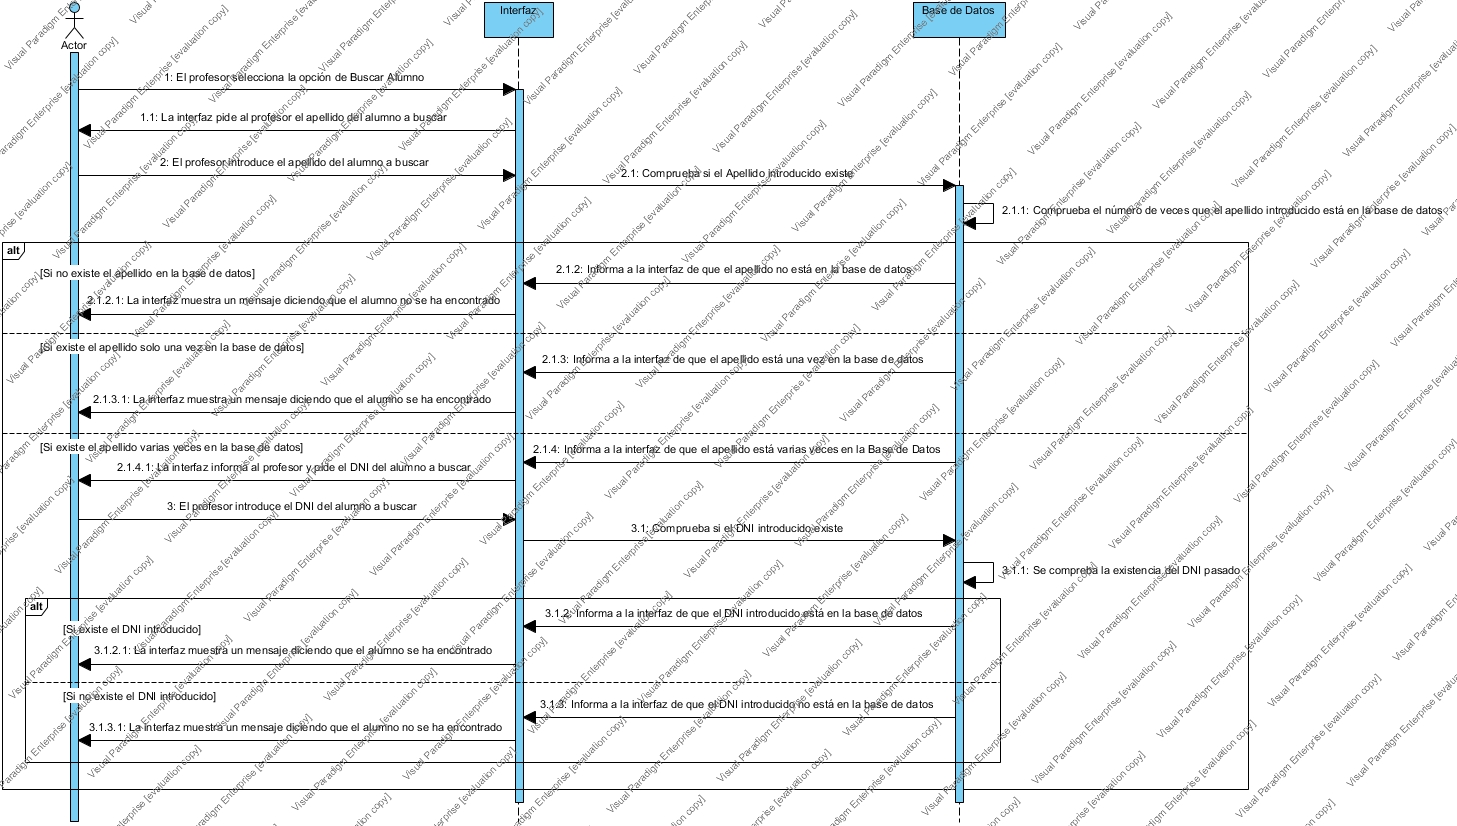 Actor
Interfaz
Base de Datos
1: El profesor selecciona la opción de Buscar Alumno
1.1: La interfaz pide al profesor el apellido del alumno a buscar
2: El profesor introduce el apellido del alumno a buscar
2.1: Comprueba si el Apellido introducido existe
2.1.1: Comprueba el número de veces que el apellido introducido está en la base de datos
alt
[Si no existe el apellido en la base de datos]
2.1.2: Informa a la interfaz de que el apellido no está en la base de datos
2.1.2.1: La interfaz muestra un mensaje diciendo que el alumno no se ha encontrado
[Si existe el apellido solo una vez en la base de datos]
2.1.3: Informa a la interfaz de que el apellido está una vez en la base de datos
2.1.3.1: La interfaz muestra un mensaje diciendo que el alumno se ha encontrado
[Si existe el apellido varias veces en la base de datos]
2.1.4: Informa a la interfaz de que el apellido está varias veces en la Base de Datos
2.1.4.1: La interfaz informa al profesor y pide el DNI del alumno a buscar
3: El profesor introduce el DNI del alumno a buscar
3.1: Comprueba si el DNI introducido existe
3.1.1: Se compreba la existencia del DNI pasado
alt
[Si existe el DNI introducido]
3.1.2: Informa a la interfaz de que el DNI introducido está en la base de datos
3.1.2.1: La interfaz muestra un mensaje diciendo que el alumno se ha encontrado
[Si no existe el DNI introducido]
3.1.3: Informa a la interfaz de que el DNI introducido no está en la base de datos
3.1.3.1: La interfaz muestra un mensaje diciendo que el alumno no se ha encontrado
Visual Paradigm Enterprise [evaluation copy]